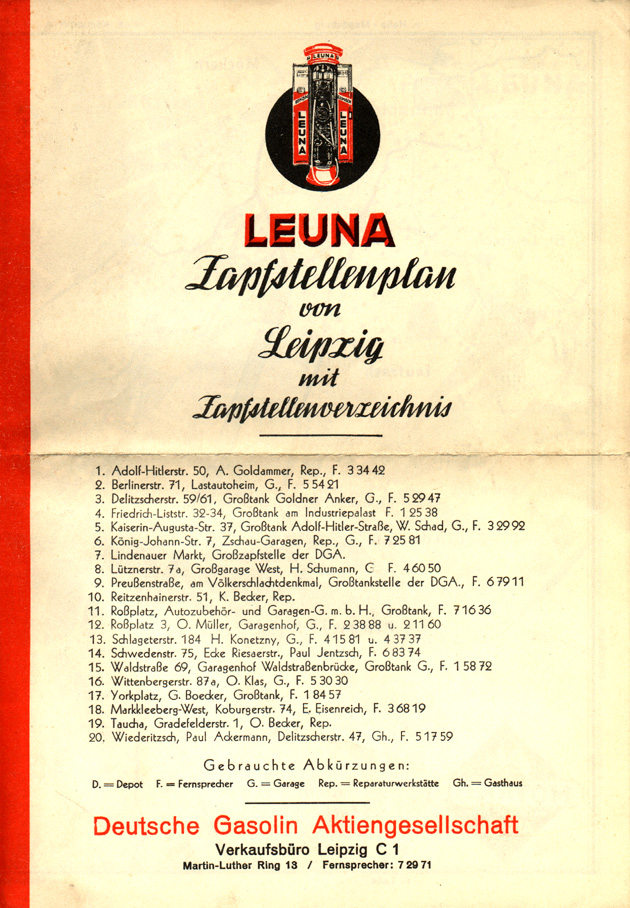 LEUNA
LEUNA LEUNA
LEUNA
Zapfstellenplan
von
Leipzig
mit
Zapfstellenverzeichnis
1. Adolf-Hitlerstr. 50, A. Goldammer, Rep., F. 3 34 42
2. Berlinerstr. 71, Lastautoheim, G., F. 5 54 21
3. Delitzscherstr. 59/61, Großtank Goldner Anker, G., F. 5 29 47
4. Friedrich-Liststr. 32-34, Großtank am Industriepalast F. 1 25 38
5. Kaiserin-Augusta-Str. 37, Großtank Adolf-Hitler-Straße, W. Schad, G., F. 3 29 92
6. König-Johann-Str. 7, Zschau-Garagen, Rep., G., F. 7 25 81
7. Lindenauer Markt, Großzapfstelle der DGA.
8. Lütznerstr. 7a, Großgarage West, H. Schumann, G F. 4 60 50
9. Preußenstraße, am Völkerschlachtdenkmal, Großtankstelle der DGA., F. 6 79 11
10. Reitzenhainerstr. 51, K. Becker, Rep.
11. Roßplatz, Autozubehör- und Garagen-G. m. b. H., Großtank, F. 7 16 36
12. Roßplatz 3, O. Müller, Garagenhof, G., F. 2 38 88 u. 2 11 60
13. Schlageterstr. 184 H. Konetzny, G., F. 4 15 81 u. 4 37 37
14. Schwedenstr. 75, Ecke Riesaerstr., Paul Jentzsch, F. 6 83 74
15. Waldstraße 69, Garagenhof Waldstraßenbrücke, Großtank G., F. 1 58 72
16. Wittenbergerstr. 87a, O. Klas, G., F. 5 30 30
17. Yorkplatz, G. Boecker, Großtank, F. 1 84 57
18. Markkleeberg-West, Koburgerstr. 74, E. Eisenreich, F. 3 68 19
19. Taucha, Gradefelderstr. 1, O. Becker, Rep.
20. Wiederitzsch, Paul Ackermann, Delitzscherstr. 47, Gh., F. 5 17 59
Gebrauchte Abkürzungen:
D. = Depot F. = Fernsprecher G. = Garage Rep. = Reparaturwerkstätte Gh. = Gasthaus
Deutsche Gasolin Aktiengesellschaft
Verkaufsbüro Leipzig C 1
Martin-Luther Ring 13 / Fernsprecher: 7 29 71